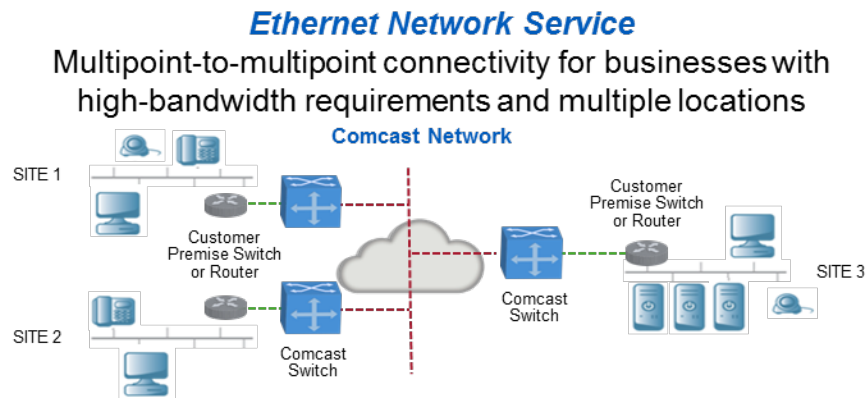 Ethernet Network Service
Multipoint-to-multipoint connectivity for businesses with
high-bandwidth requirements and multiple locations
Comcast Network
SITE 1
Customer
Premise Switch
or Router
Customer
Premise Switch
or Router
SITE 3
Comcast
Switch
SITE 2
Comcast
Switch